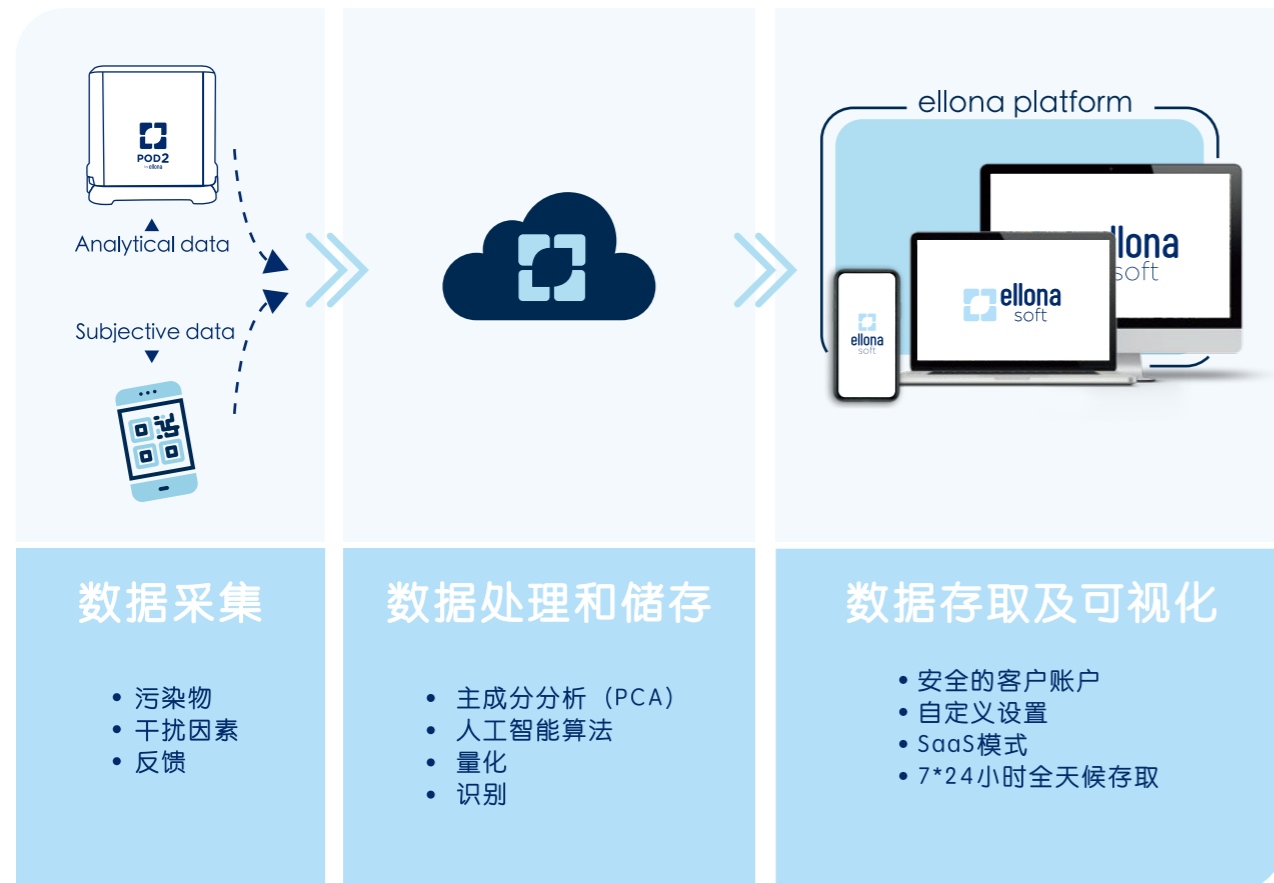 POD2
by ellona
Analytical data
Subjective data
ellona platform
ellona
soft
ellona
soft
llona
soft
数据采集
• 污染物
• 干扰因素
• 反馈
数据处理和储存
• 主成分分析（PCA）
• 人工智能算法
• 量化
• 识别
数据存取及可视化
• 安全的客户账户
• 自定义设置
• SaaS模式
• 7*24小时全天候存取